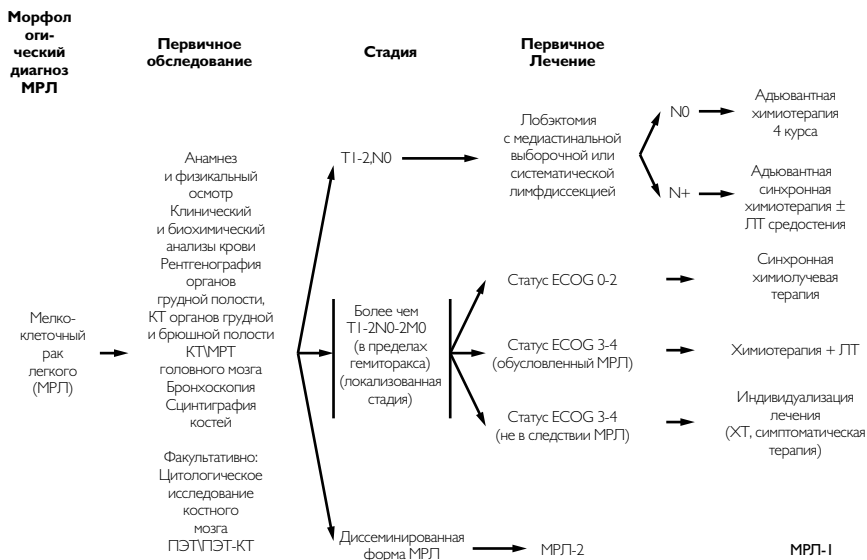 Морфол
оги-
ческий
диагноз
МРЛ
Первичное
обследование
Стадия
Первичное
Лечение
Мелко-
клеточный
рак
легкого
(МРЛ)
Анамнез
и физикальный
осмотр
Клинический
и биохимический
анализы крови
Рентгенография
органов
грудной полости,
КТ органов грудной
и брюшной полости
КТ\МРТ
головного мозга
Бронхоскопия
Сцинтиграфия
костей
Факультативно:
Цитологическое
исследование
костного
мозга
ПЭТ\ПЭТ-КТ
T1-2,N0
Лобэктомия
с медиастинальной
выборочной или
систематической
лимфдиссекцией
N0
Адъювантная
химиотерапия
4 курса
N+
Адъювантная
синхронная
химиотерапия ±
ЛТ средостения
Более чем
T1-2N0-2M0
(в пределах
гемиторакса)
(локализованная
стадия)
Статус ECOG 0-2
Синхронная
химиолучевая
терапия
Статус ECOG 3-4
(обусловленный МРЛ)
Химиотерапия + ЛТ
Статус ECOG 3-4
(не в следствии МРЛ)
Индивидуализация
лечения
(ХТ, симптоматическая
терапия)
Диссеминированная
форма МРЛ
МРЛ-2
МРЛ-1